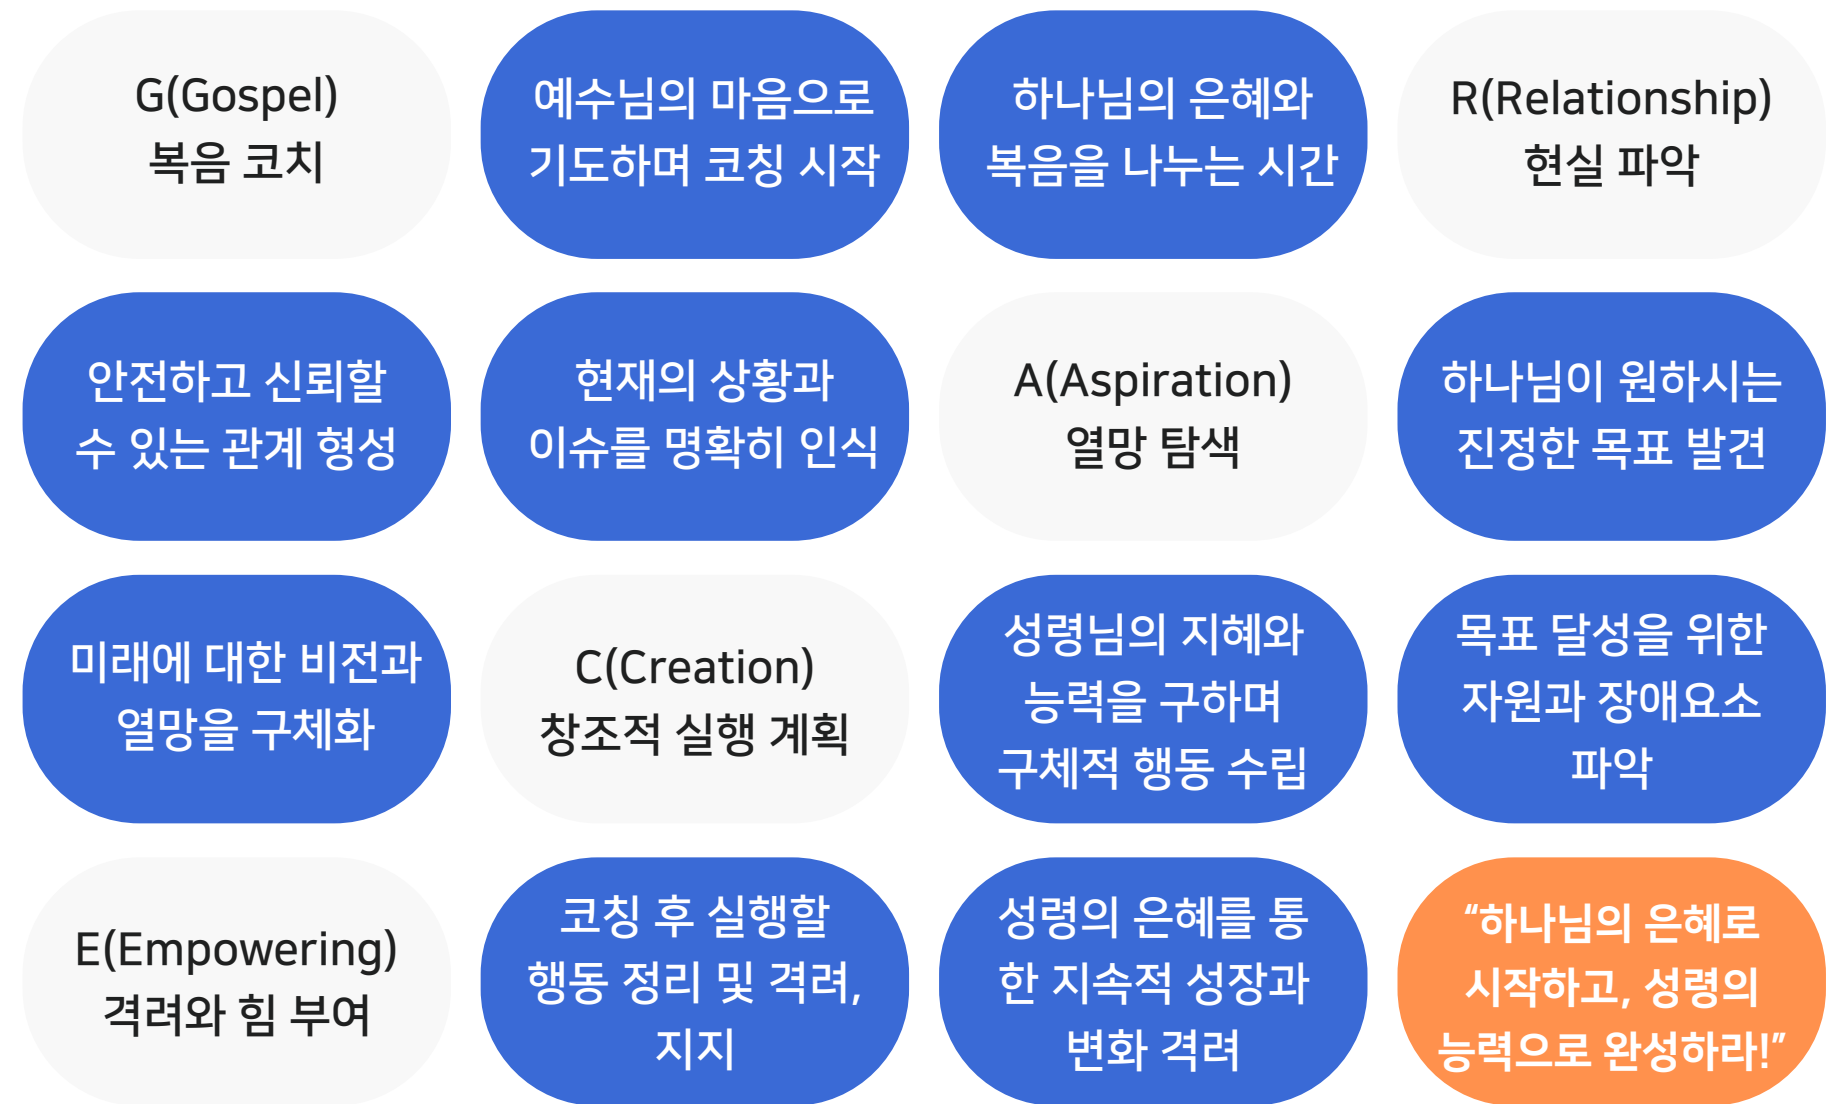 G(Gospel)
복음 코치
예수님의 마음으로
기도하며 코칭 시작
하나님의 은혜와
복음을 나누는 시간
R(Relationship)
현실 파악
안전하고 신뢰할
수 있는 관계 형성
현재의 상황과
이슈를 명확히 인식
A(Aspiration)
열망 탐색
하나님이 원하시는
진정한 목표 발견
미래에 대한 비전과
열망을 구체화
C(Creation)
창조적 실행 계획
성령님의 지혜와
능력을 구하며
구체적 행동 수립
목표 달성을 위한
자원과 장애요소
파악
E(Empowering)
격려와 힘 부여
코칭 후 실행할
행동 정리 및 격려,
지지
성령의 은혜를 통
한 지속적 성장과
변화 격려
“하나님의 은혜로
시작하고, 성령의
능력으로 완성하라!”